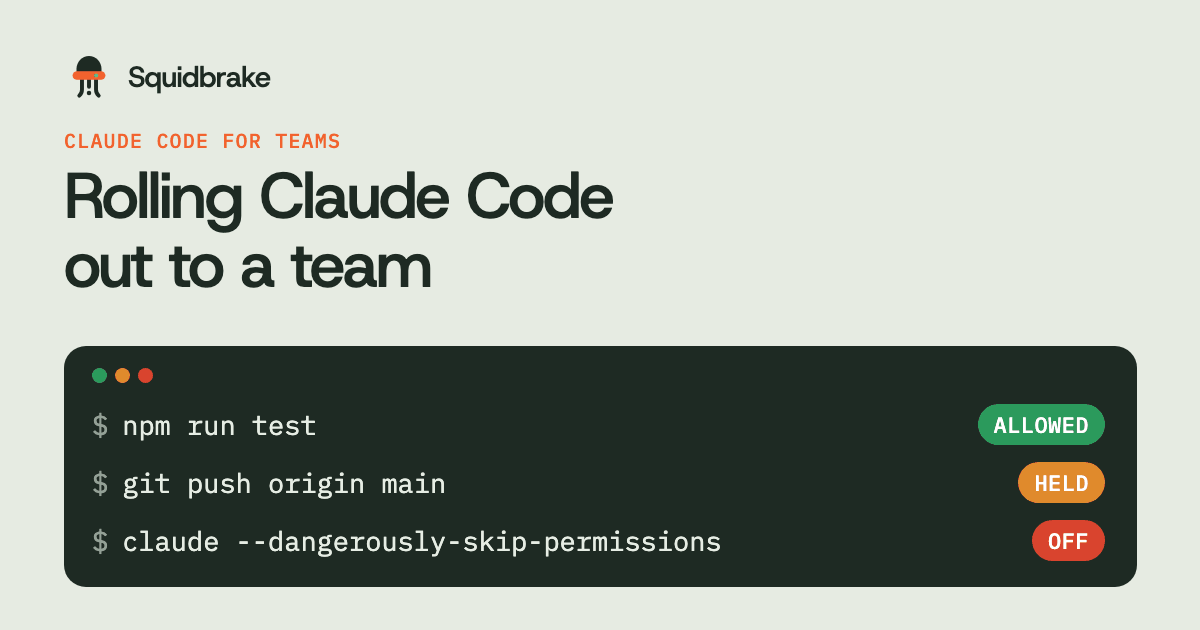 Squidbrake
CLAUDE CODE FOR TEAMS
Rolling Claude Code
out to a team
$ npm run test ALLOWED
$ git push origin main HELD
$ claude --dangerously-skip-permissions OFF